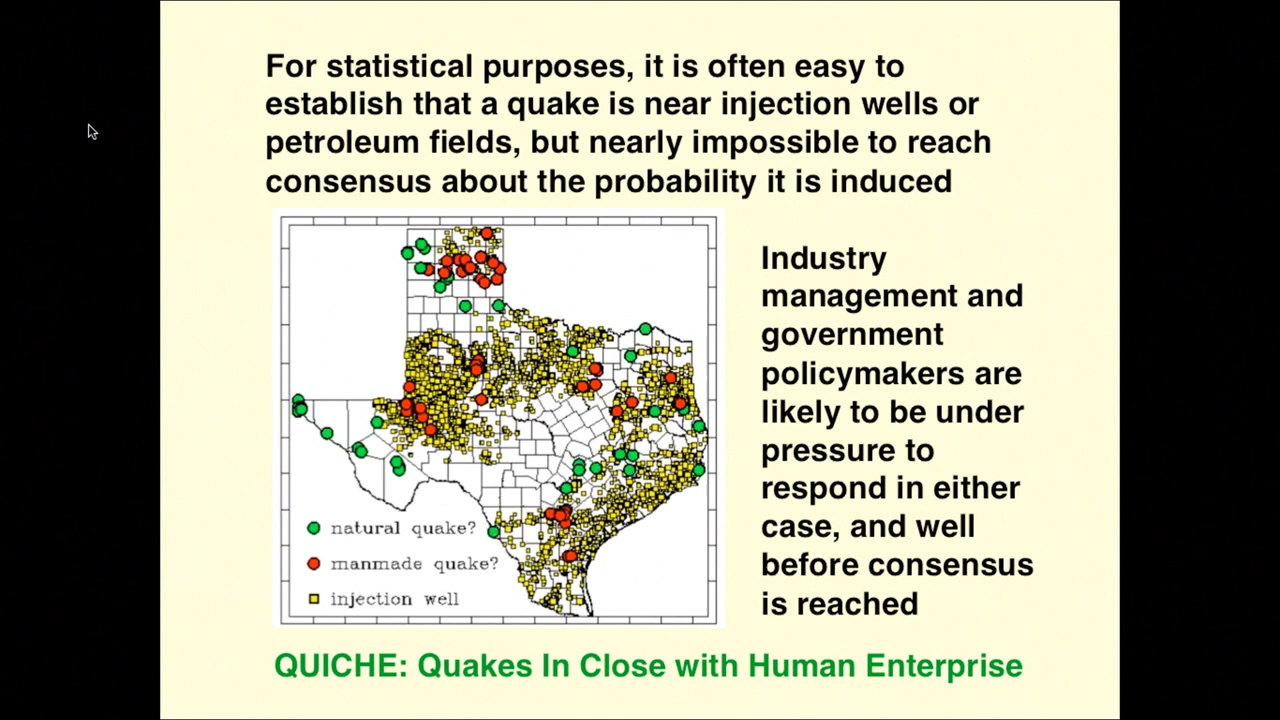 For statistical purposes, it is often easy to
establish that a quake is near injection wells or
petroleum fields, but nearly impossible to reach
consensus about the probability it is induced
Industry
management and
government
policymakers are
likely to be under
pressure to
respond in either
case, and well
before consensus
is reached
natural quake?
manmade quake?
injection well
QUICHE: Quakes In Close with Human Enterprise